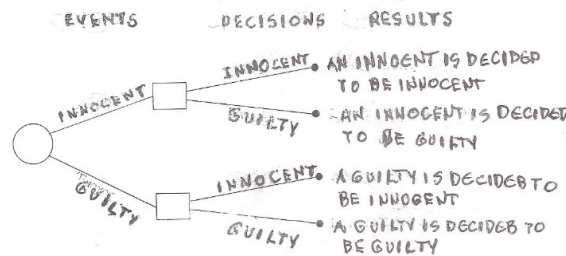 EVENTS DECISIONS RESULTS
INNOCENT
INNOCENT
AN INNOCENT IS DECIDED
TO BE INNOCENT
GUILTY
AN INNOCENT IS DECIDED
TO BE GUILTY
GUILTY
INNOCENT
A GUILTY IS DECIDED TO
BE INNOCENT
GUILTY
A GUILTY IS DECIDED TO
BE GUILTY